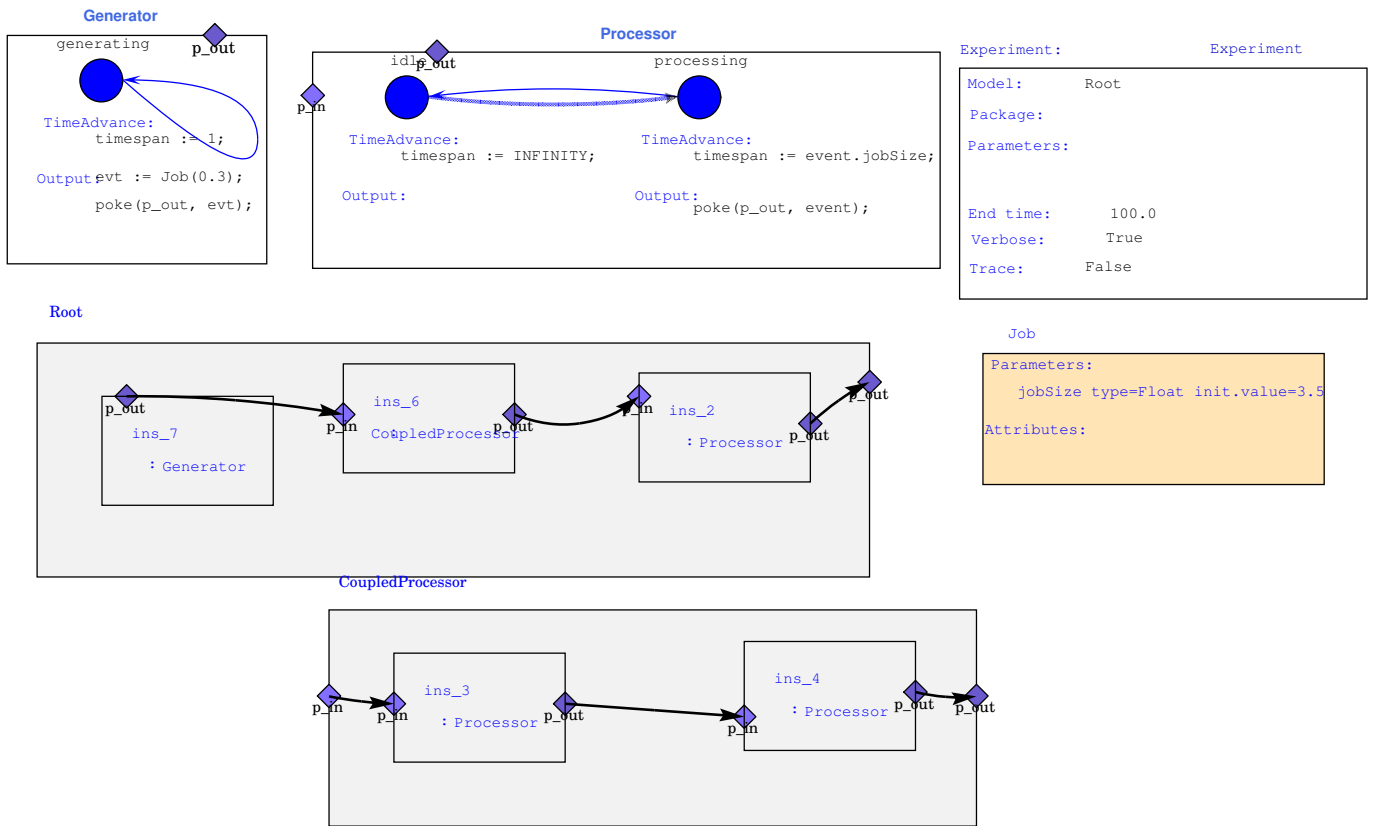 Generator
p_out
generating
TimeAdvance:
timespan := 1;
Output:
evt := Job(0.3);
poke(p_out, evt);
Processor
p_out
p_in
idle
processing
TimeAdvance:
timespan := INFINITY;
Output:
TimeAdvance:
timespan := event.jobSize;
Output:
poke(p_out, event);
Experiment: Experiment
Model: Root
Package:
Parameters:
End time: 100.0
Verbose: True
Trace: False
Root
p_out
ins_7
: Generator
p_in
ins_6
: CoupledProcessor
p_out
p_in
ins_2
: Processor
p_out
p_out
Job
Parameters:
jobSize type=Float init.value=3.5
Attributes:
CoupledProcessor
p_in
p_in
ins_3
: Processor
p_out
p_in
ins_4
: Processor
p_out
p_out